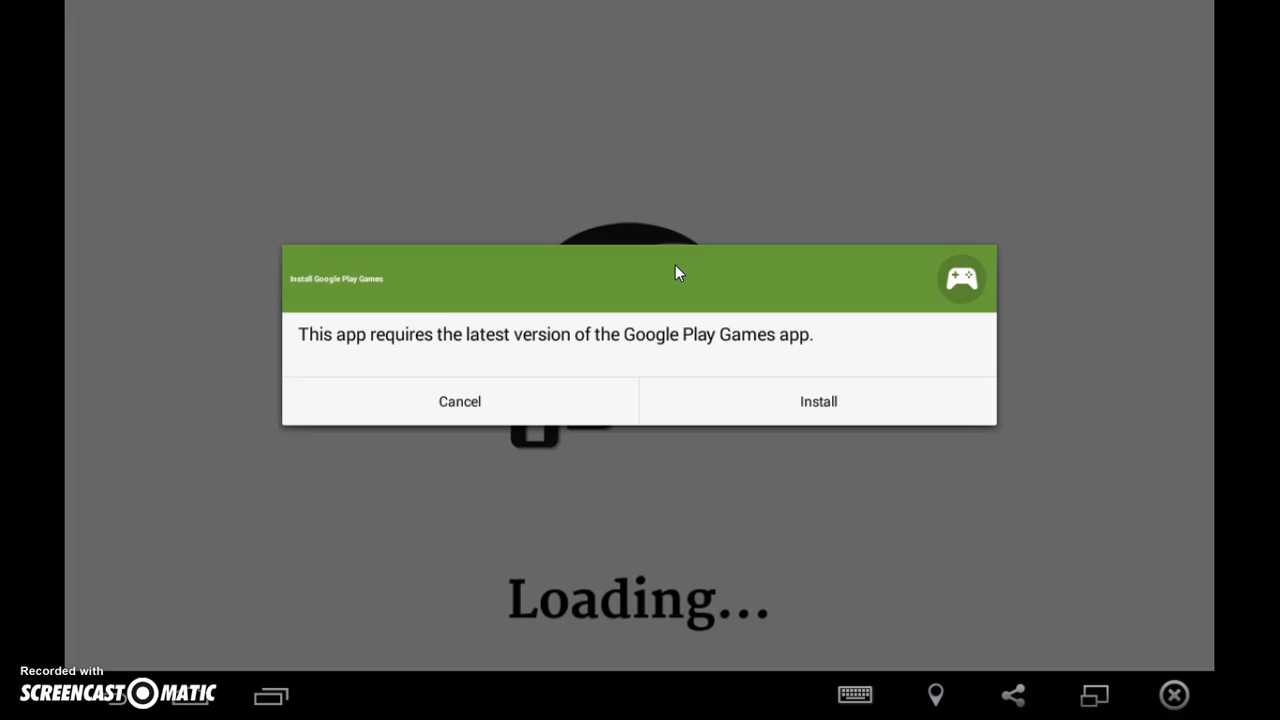 Install Google Play Games
This app requires the latest version of the Google Play Games app.
Cancel
Install
Loading...
Recorded with
SCREENCAST MATIC